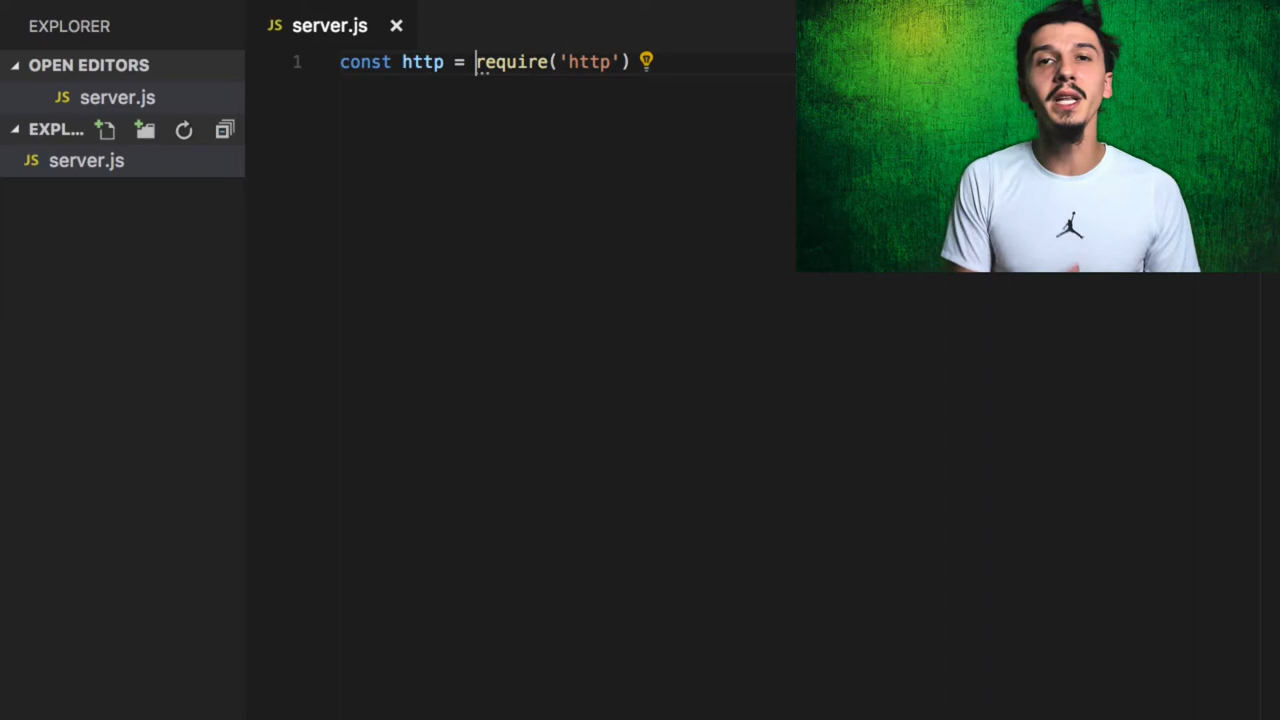 EXPLORER
OPEN EDITORS
JS server.js
EXPL...
JS server.js
JS server.js
1 const http = require('http')